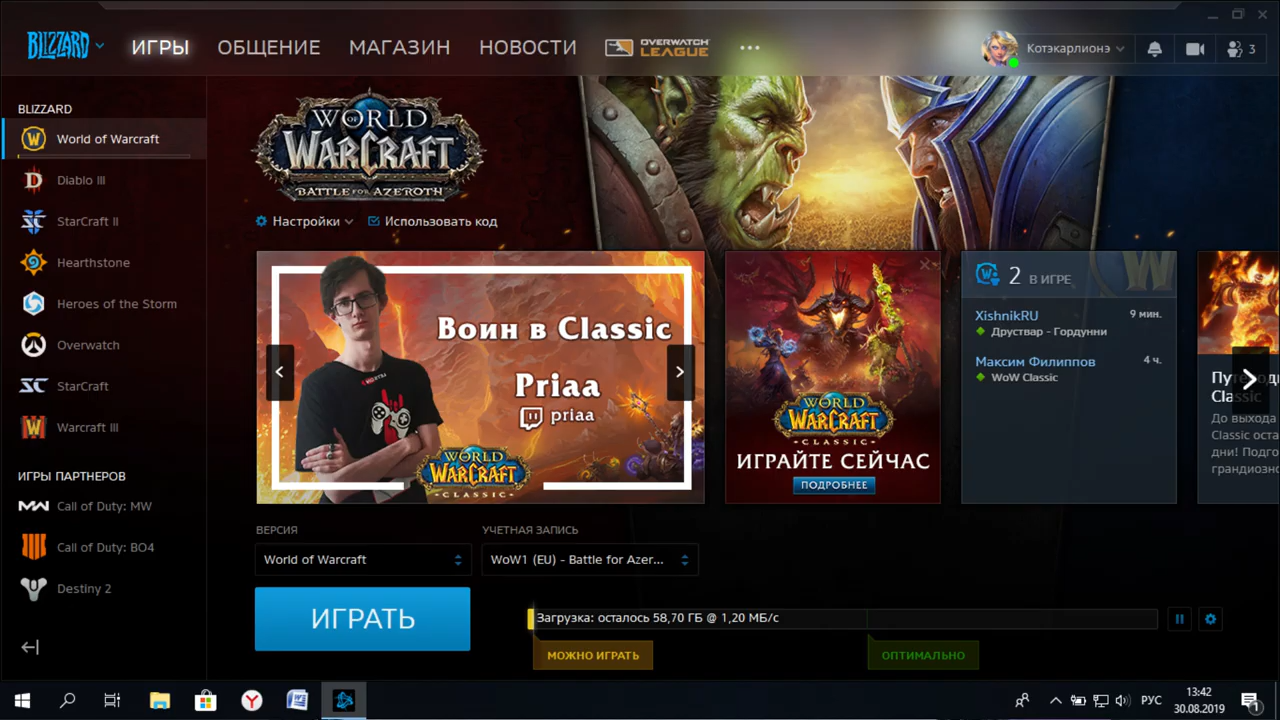 BLIZZARD
ИГРЫ
ОБЩЕНИЕ
МАГАЗИН
НОВОСТИ
OVERWATCH
LEAGUE
Котэкарлионэ
3
BLIZZARD
World of Warcraft
Diablo III
StarCraft II
Hearthstone
Heroes of the Storm
Overwatch
StarCraft
Warcraft III
ИГРЫ ПАРТНЕРОВ
Call of Duty: MW
Call of Duty: BO4
Destiny 2
WORLD
OF
WARCRAFT
BATTLE FOR AZEROTH
Настройки
Использовать код
Воин в Classic
Priaa
priaa
WORLD
OF
WARCRAFT
CLASSIC
WORLD
OF
WARCRAFT
CLASSIC
ИГРАЙТЕ СЕЙЧАС
ПОДРОБНЕЕ
2 В ИГРЕ
XishnikRU 9 мин.
Друствар - Гордунни
Максим Филиппов 4 ч.
WoW Classic
Classic
До выхода
Classic оста
дни! Подго
грандиозно
ВЕРСИЯ
World of Warcraft
УЧЕТНАЯ ЗАПИСЬ
WoW1 (EU) - Battle for Azer...
ИГРАТЬ
Загрузка: осталось 58,70 ГБ @ 1,20 МБ/с
МОЖНО ИГРАТЬ
ОПТИМАЛЬНО
РУС
13:42
30.08.2019
1